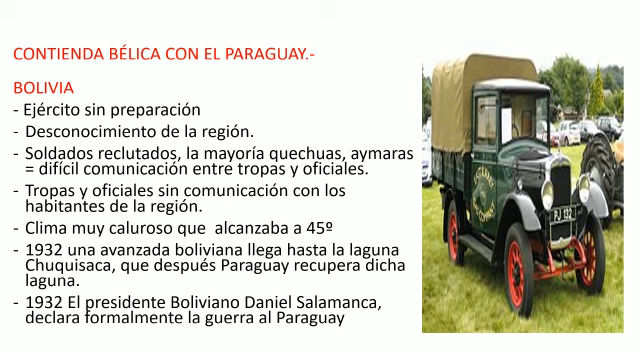 CONTIENDA BÉLICA CON EL PARAGUAY.-
BOLIVIA
- Ejército sin preparación
- Desconocimiento de la región.
- Soldados reclutados, la mayoría quechuas, aymaras
= difícil comunicación entre tropas y oficiales.
- Tropas y oficiales sin comunicación con los
habitantes de la región.
- Clima muy caluroso que alcanzaba a 45º
- 1932 una avanzada boliviana llega hasta la laguna
Chuquisaca, que después Paraguay recupera dicha
laguna.
- 1932 El presidente Boliviano Daniel Salamanca,
declara formalmente la guerra al Paraguay
PJ 132